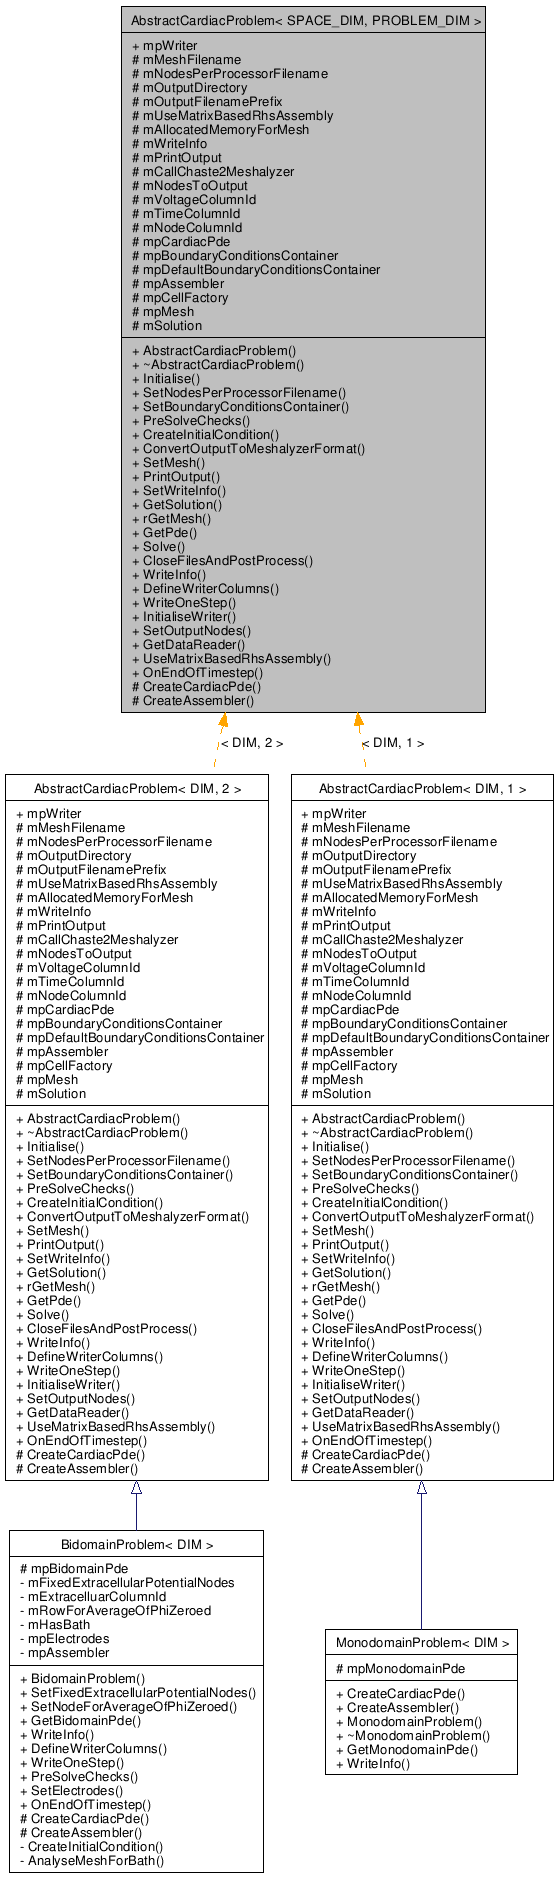 AbstractCardiacProblem< SPACE_DIM, PROBLEM_DIM >
+ mpWriter
# mMeshFilename
# mNodesPerProcessorFilename
# mOutputDirectory
# mOutputFilenamePrefix
# mUseMatrixBasedRhsAssembly
# mAllocatedMemoryForMesh
# mWriteInfo
# mPrintOutput
# mCallChaste2Meshalyzer
# mNodesToOutput
# mVoltageColumnId
# mTimeColumnId
# mNodeColumnId
# mpCardiacPde
# mpBoundaryConditionsContainer
# mpDefaultBoundaryConditionsContainer
# mpAssembler
# mpCellFactory
# mpMesh
# mSolution
+ AbstractCardiacProblem()
+ ~AbstractCardiacProblem()
+ Initialise()
+ SetNodesPerProcessorFilename()
+ SetBoundaryConditionsContainer()
+ PreSolveChecks()
+ CreateInitialCondition()
+ ConvertOutputToMeshalyzerFormat()
+ SetMesh()
+ PrintOutput()
+ SetWriteInfo()
+ GetSolution()
+ rGetMesh()
+ GetPde()
+ Solve()
+ CloseFilesAndPostProcess()
+ WriteInfo()
+ DefineWriterColumns()
+ WriteOneStep()
+ InitialiseWriter()
+ SetOutputNodes()
+ GetDataReader()
+ UseMatrixBasedRhsAssembly()
+ OnEndOfTimestep()
# CreateCardiacPde()
# CreateAssembler()
< DIM, 2 >
< DIM, 1 >
AbstractCardiacProblem< DIM, 2 >
+ mpWriter
# mMeshFilename
# mNodesPerProcessorFilename
# mOutputDirectory
# mOutputFilenamePrefix
# mUseMatrixBasedRhsAssembly
# mAllocatedMemoryForMesh
# mWriteInfo
# mPrintOutput
# mCallChaste2Meshalyzer
# mNodesToOutput
# mVoltageColumnId
# mTimeColumnId
# mNodeColumnId
# mpCardiacPde
# mpBoundaryConditionsContainer
# mpDefaultBoundaryConditionsContainer
# mpAssembler
# mpCellFactory
# mpMesh
# mSolution
+ AbstractCardiacProblem()
+ ~AbstractCardiacProblem()
+ Initialise()
+ SetNodesPerProcessorFilename()
+ SetBoundaryConditionsContainer()
+ PreSolveChecks()
+ CreateInitialCondition()
+ ConvertOutputToMeshalyzerFormat()
+ SetMesh()
+ PrintOutput()
+ SetWriteInfo()
+ GetSolution()
+ rGetMesh()
+ GetPde()
+ Solve()
+ CloseFilesAndPostProcess()
+ WriteInfo()
+ DefineWriterColumns()
+ WriteOneStep()
+ InitialiseWriter()
+ SetOutputNodes()
+ GetDataReader()
+ UseMatrixBasedRhsAssembly()
+ OnEndOfTimestep()
# CreateCardiacPde()
# CreateAssembler()
AbstractCardiacProblem< DIM, 1 >
+ mpWriter
# mMeshFilename
# mNodesPerProcessorFilename
# mOutputDirectory
# mOutputFilenamePrefix
# mUseMatrixBasedRhsAssembly
# mAllocatedMemoryForMesh
# mWriteInfo
# mPrintOutput
# mCallChaste2Meshalyzer
# mNodesToOutput
# mVoltageColumnId
# mTimeColumnId
# mNodeColumnId
# mpCardiacPde
# mpBoundaryConditionsContainer
# mpDefaultBoundaryConditionsContainer
# mpAssembler
# mpCellFactory
# mpMesh
# mSolution
+ AbstractCardiacProblem()
+ ~AbstractCardiacProblem()
+ Initialise()
+ SetNodesPerProcessorFilename()
+ SetBoundaryConditionsContainer()
+ PreSolveChecks()
+ CreateInitialCondition()
+ ConvertOutputToMeshalyzerFormat()
+ SetMesh()
+ PrintOutput()
+ SetWriteInfo()
+ GetSolution()
+ rGetMesh()
+ GetPde()
+ Solve()
+ CloseFilesAndPostProcess()
+ WriteInfo()
+ DefineWriterColumns()
+ WriteOneStep()
+ InitialiseWriter()
+ SetOutputNodes()
+ GetDataReader()
+ UseMatrixBasedRhsAssembly()
+ OnEndOfTimestep()
# CreateCardiacPde()
# CreateAssembler()
BidomainProblem< DIM >
# mpBidomainPde
- mFixedExtracellularPotentialNodes
- mExtracelluarColumnId
- mRowForAverageOfPhiZeroed
- mHasBath
- mpElectrodes
- mpAssembler
+ BidomainProblem()
+ SetFixedExtracellularPotentialNodes()
+ SetNodeForAverageOfPhiZeroed()
+ GetBidomainPde()
+ WriteInfo()
+ DefineWriterColumns()
+ WriteOneStep()
+ PreSolveChecks()
+ SetElectrodes()
+ OnEndOfTimestep()
# CreateCardiacPde()
# CreateAssembler()
- CreateInitialCondition()
- AnalyseMeshForBath()
MonodomainProblem< DIM >
# mpMonodomainPde
+ CreateCardiacPde()
+ CreateAssembler()
+ MonodomainProblem()
+ ~MonodomainProblem()
+ GetMonodomainPde()
+ WriteInfo()